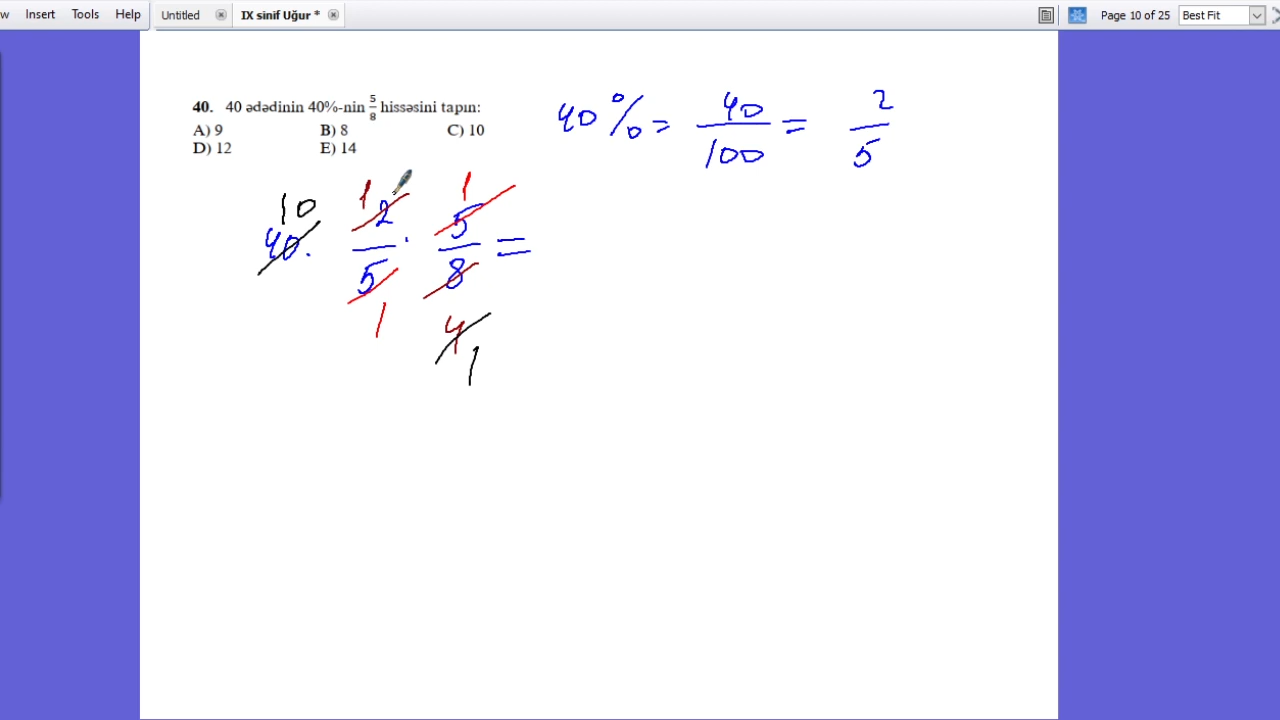 w Insert Tools Help Untitled IX sinif Uğur * Page 10 of 25 Best Fit
40. 40 ədədinin 40%-nin 5/8 hissəsini tapın:
A) 9 B) 8 C) 10
D) 12 E) 14
40% = 40/100 = 2/5
10 1 1
40 · 2/5 · 5/8 =
1 4
1